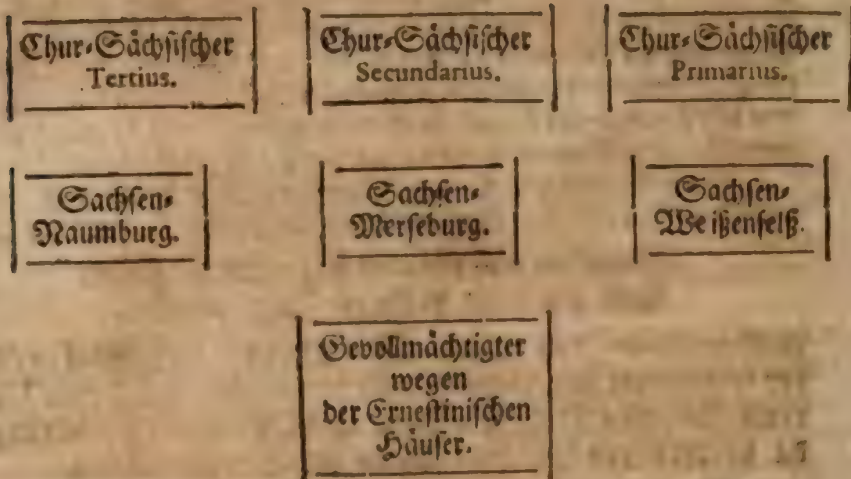 Chur-Sächsischer
Tertius.
Chur-Sächsischer
Secundarius.
Chur-Sächsischer
Primarius.
Sachsen-
Naumburg.
Sachsen-
Merseburg.
Sachsen-
Weißenfelß.
Gevollmächtigter
wegen
der Ernestinischen
Häuser.